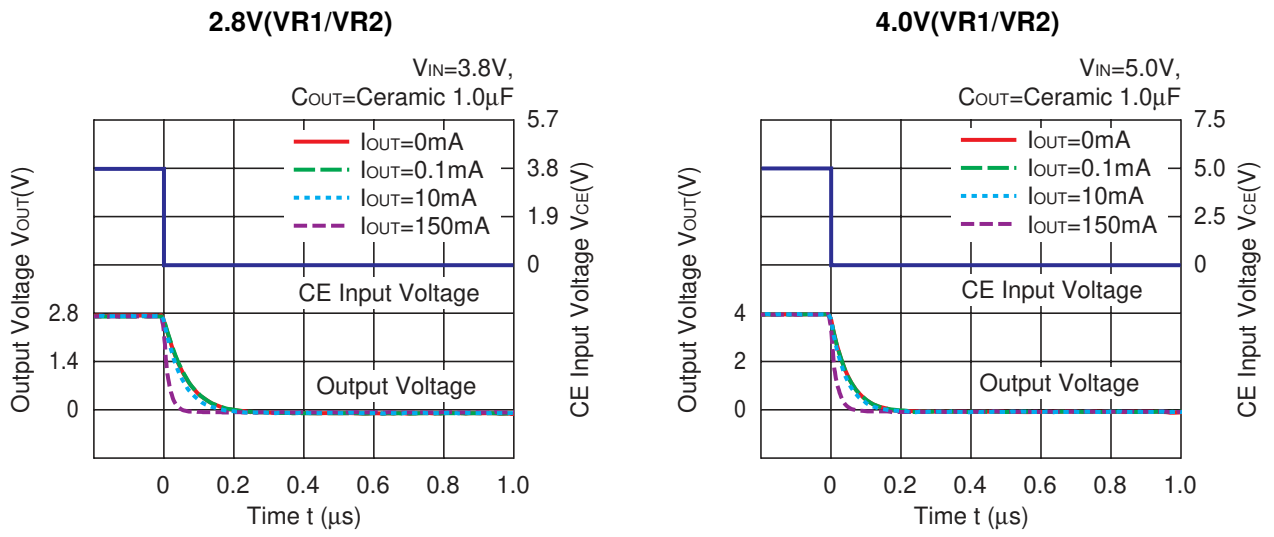 2.8V(VR1/VR2)
VIN=3.8V,
COUT=Ceramic 1.0µF
5.7
3.8
1.9
0
IOUT=0mA
IOUT=0.1mA
IOUT=10mA
IOUT=150mA
CE Input Voltage
Output Voltage
2.8
1.4
0
Output Voltage VOUT(V)
CE Input Voltage VCE(V)
0 0.2 0.4 0.6 0.8 1.0
Time t (µs)
4.0V(VR1/VR2)
VIN=5.0V,
COUT=Ceramic 1.0µF
7.5
5.0
2.5
0
IOUT=0mA
IOUT=0.1mA
IOUT=10mA
IOUT=150mA
CE Input Voltage
Output Voltage
4
2
0
Output Voltage VOUT(V)
CE Input Voltage VCE(V)
0 0.2 0.4 0.6 0.8 1.0
Time t (µs)